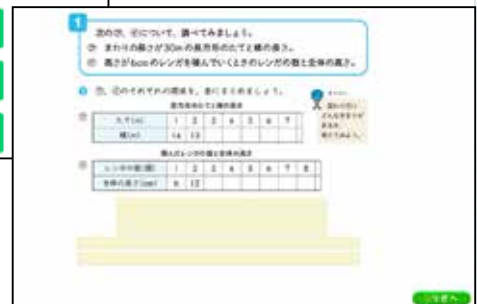 1
次の㋐、㋑について、調べてみましょう。
㋐ まわりの長さが30mの長方形のたてと横の長さ。
㋑ 高さが6cmのレンガを積んでいくときのレンガの数と全体の高さ。
㋐、㋑のそれぞれの関係を、表にまとめましょう。
長方形のたてと横の長さ
㋐ たて(m) 1 2 3 4 5 6 7
横(m) 14 13
積んだレンガの数と全体の高さ
㋑ レンガの数(個) 1 2 3 4 5 6 7 8
全体の高さ(cm) 6 12
つぎへ